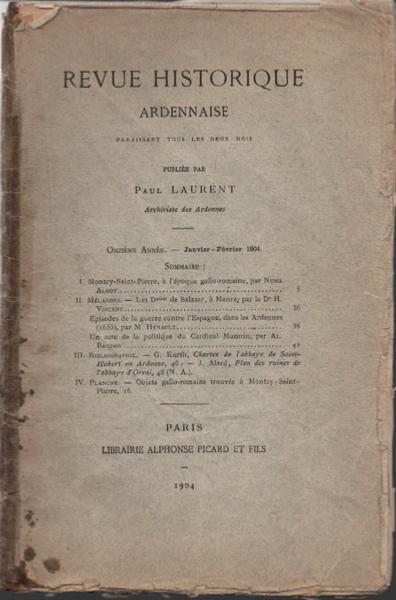 REVUE HISTORIQUE
ARDENNAISE
PARAISSANT TOUS LES DEUX MOIS
PUBLIÉE PAR
PAUL LAURENT
Archiviste des Ardennes
ONZIÈME ANNÉE. — Janvier-Février 1904.
SOMMAIRE :
I. Montcy-Saint-Pierre, à l'époque gallo-romaine, par NUMA
ALBOT........................................ 5
II. MÉLANGES. — LES de Salazar, à Manre, par le Dr H.
VINCENT........................................ 36
Episodes de la guerre contre l'Espagne, dans les Ardennes
(1653), par M. HÉNAULT........................ 38
Un acte de la politique du Cardinal Mazarin, par AL.
BAUDON........................................ 42
III. BIBLIOGRAPHIE. — G. Kurth, Chartes de l'abbaye de Saint-
Hubert en Ardenne, 46 : — J. Alard, Plan des ruines de
l'abbaye d'Orval, 48 (N. A.).
IV. PLANCHE. — Objets gallo-romains trouvés à Montcy-Saint-
Pierre, 16.
PARIS
LIBRAIRIE ALPHONSE PICARD ET FILS
1904